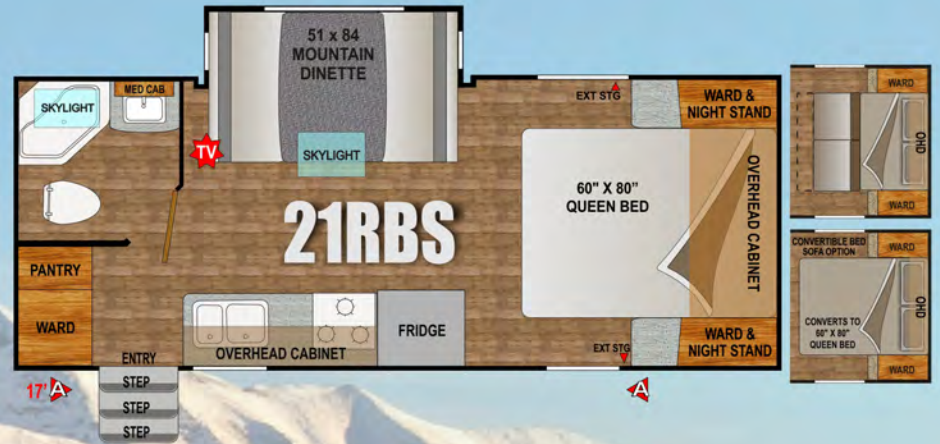 51 x 84
MOUNTAIN
DINETTE
SKYLIGHT
MED CAB
TV
SKYLIGHT
EXT STG
WARD &
NIGHT STAND
60" X 80"
QUEEN BED
OVERHEAD CABINET
21RBS
PANTRY
WARD
FRIDGE
OVERHEAD CABINET
ENTRY
STEP
STEP
STEP
EXT STG
WARD &
NIGHT STAND
17' A
A
WARD
OHD
WARD
CONVERTIBLE BED
SOFA OPTION
WARD
OHD
CONVERTS TO
60" X 80"
QUEEN BED
WARD